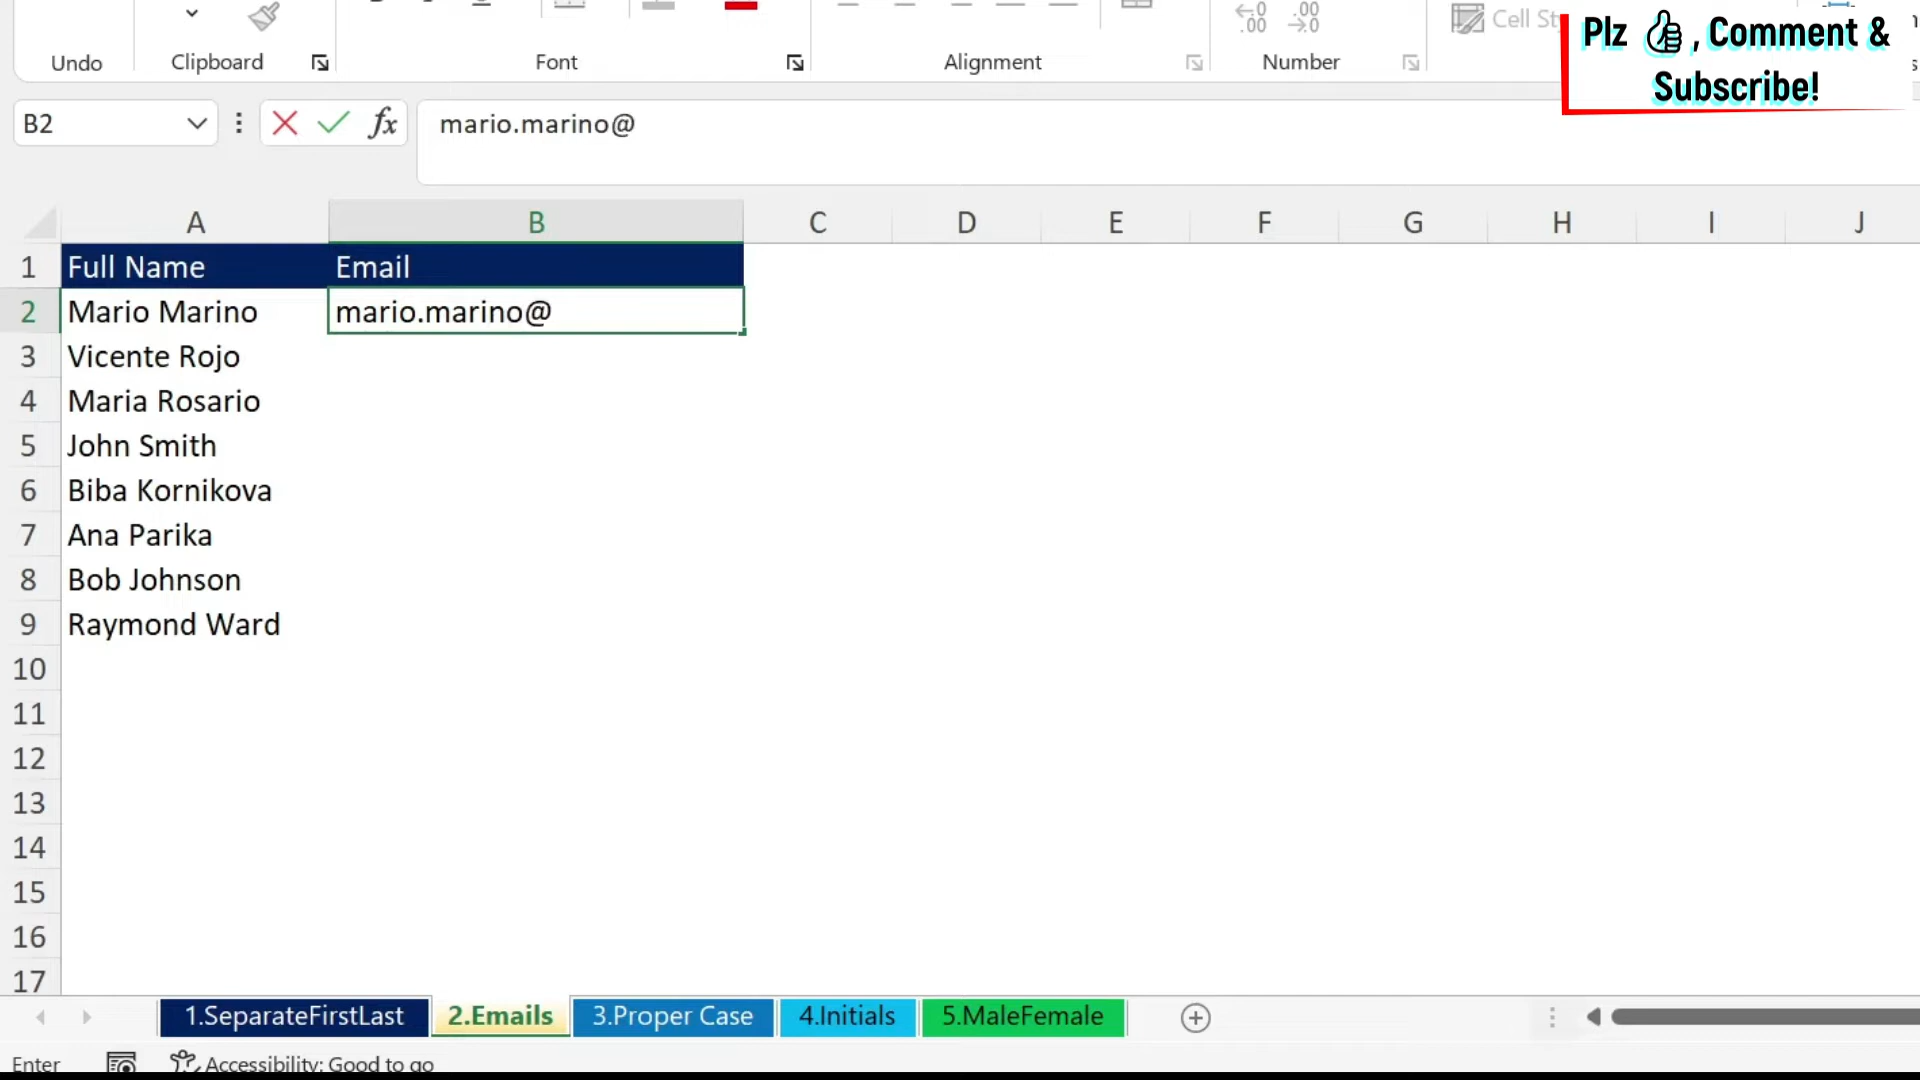 Undo
Clipboard
Font
Alignment
Number
Cell
Plz 👍, Comment &
Subscribe!
B2
fx
mario.marino@
A B C D E F G H I J
1 Full Name Email
2 Mario Marino mario.marino@
3 Vicente Rojo
4 Maria Rosario
5 John Smith
6 Biba Kornikova
7 Ana Parika
8 Bob Johnson
9 Raymond Ward
10
11
12
13
14
15
16
17
1.SeparateFirstLast 2.Emails 3.Proper Case 4.Initials 5.MaleFemale
Enter Accessibility: Good to go